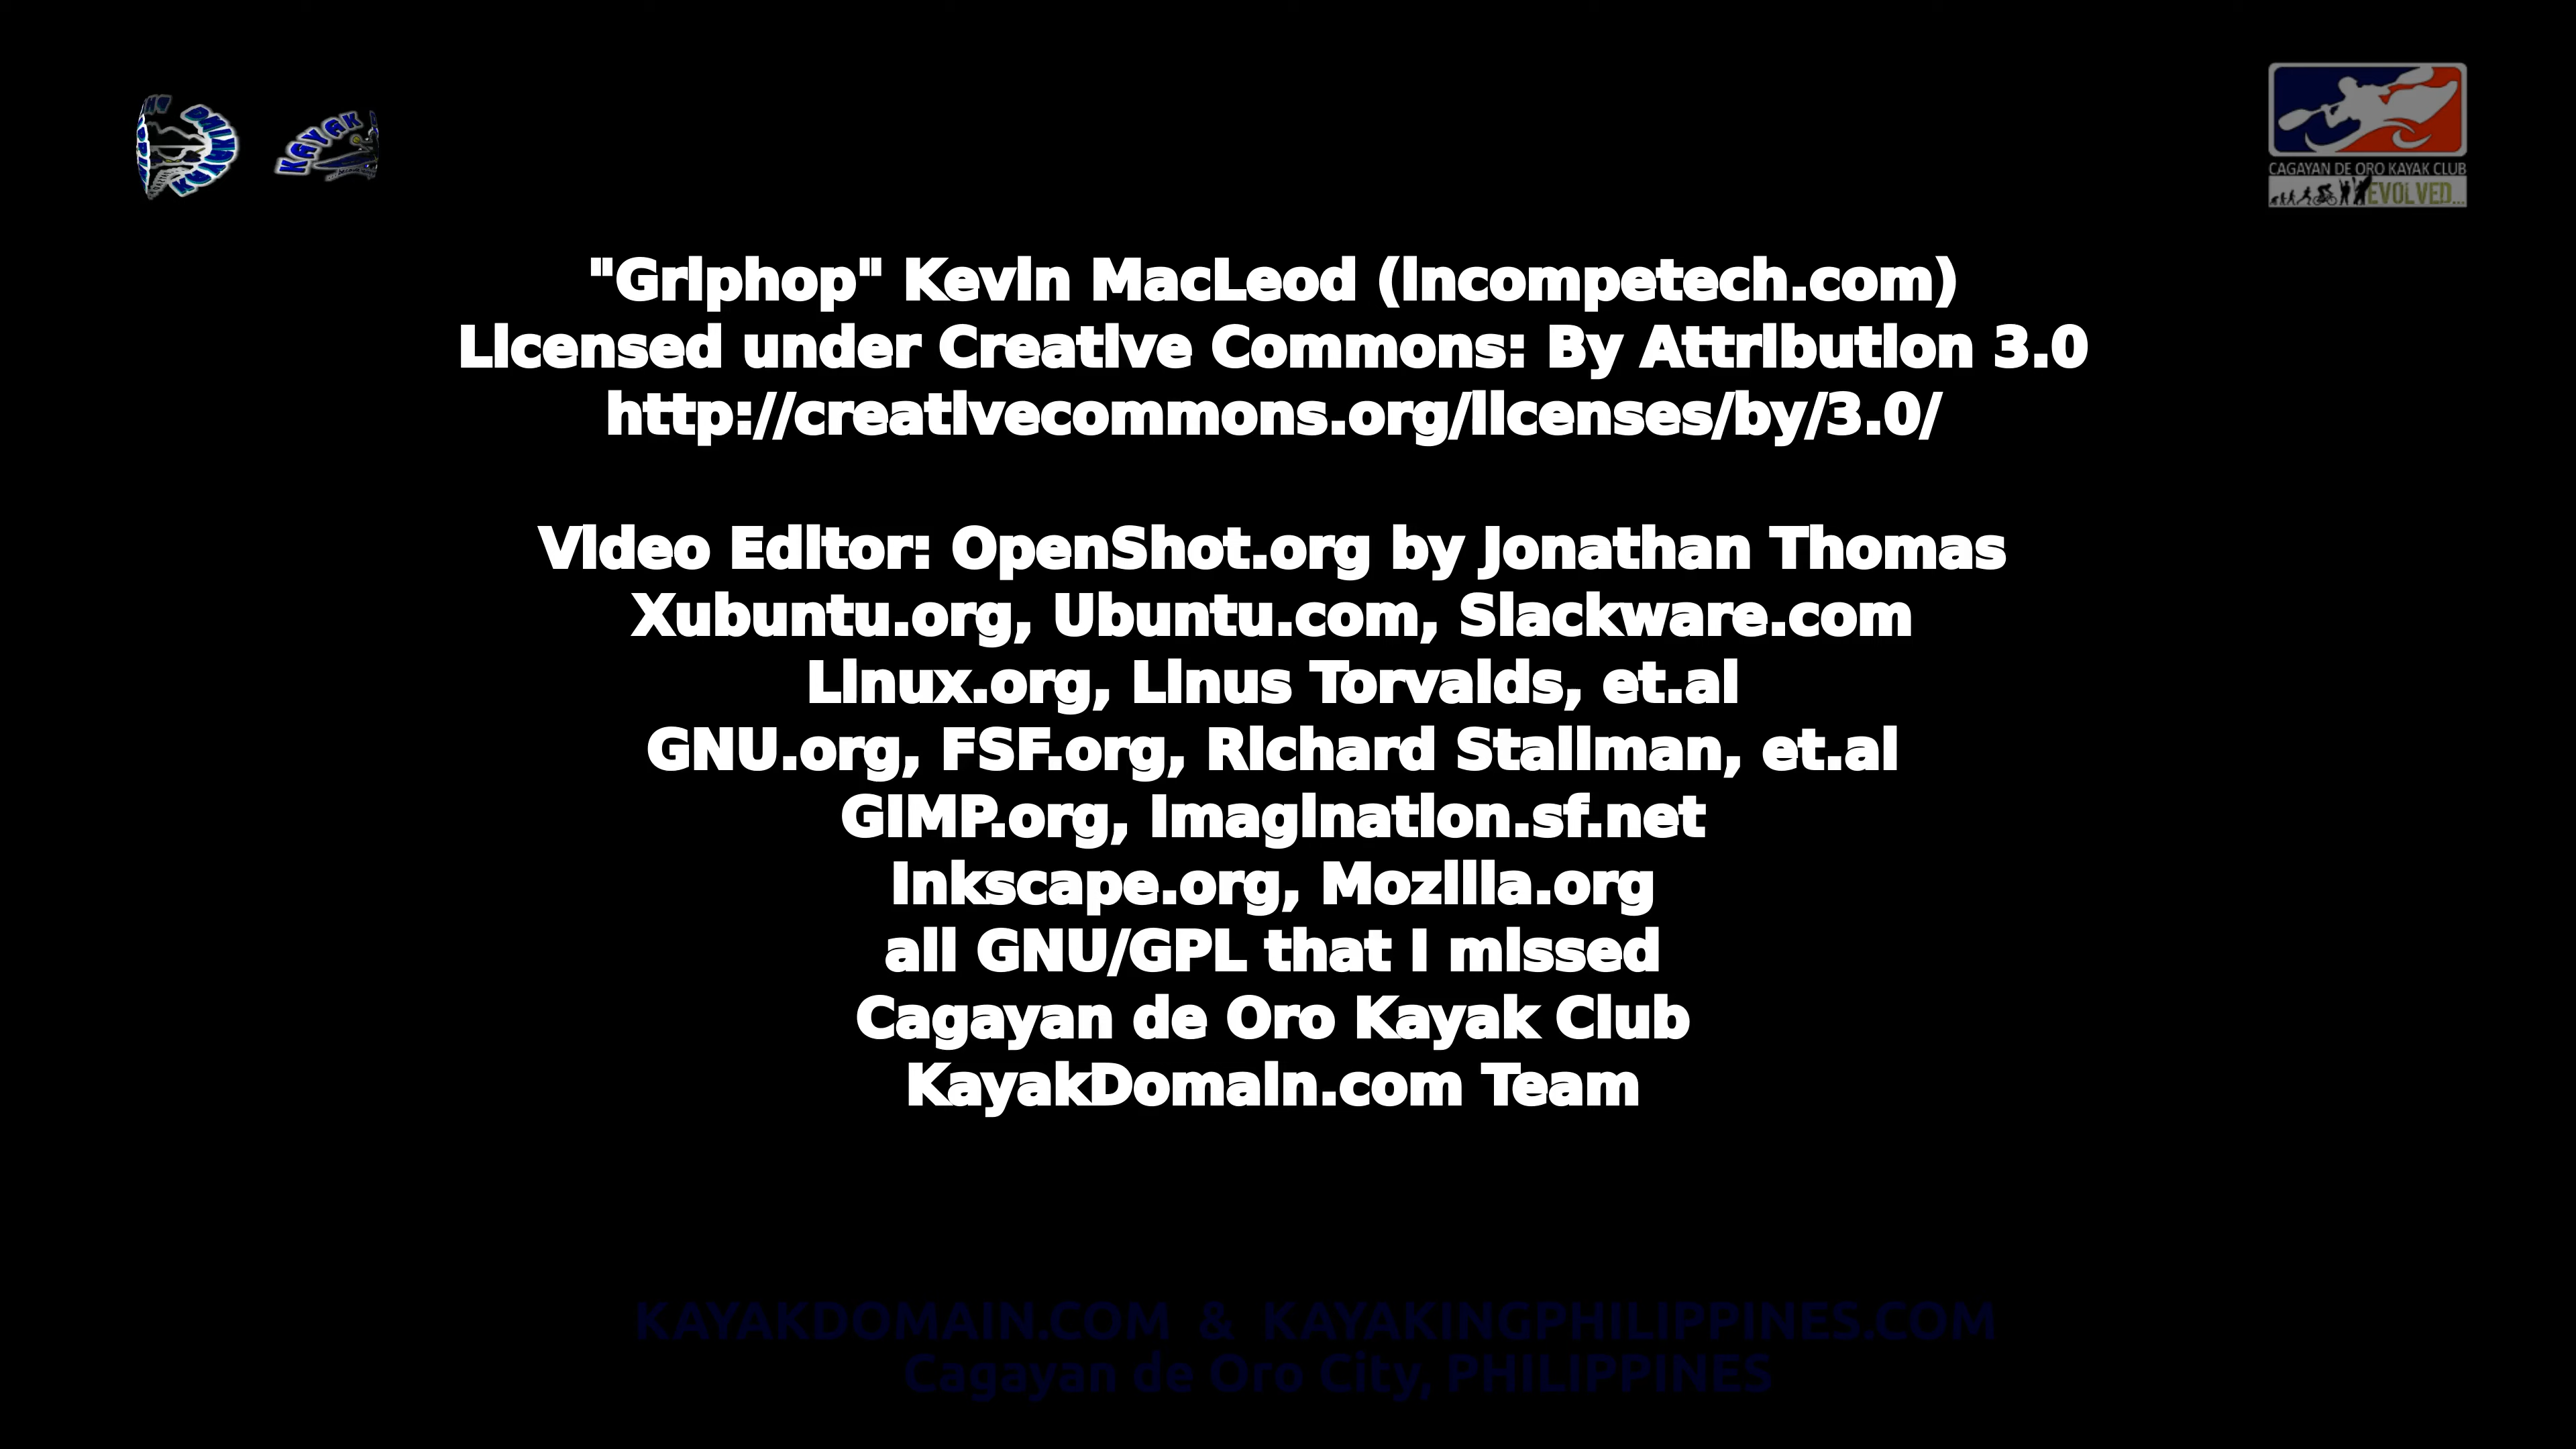 KAYAK
CAGAYAN DE ORO KAYAK CLUB
EVOLVED...
"Griphop" Kevin MacLeod (incompetech.com)
Licensed under Creative Commons: By Attribution 3.0
http://creativecommons.org/licenses/by/3.0/
Video Editor: OpenShot.org by Jonathan Thomas
Xubuntu.org, Ubuntu.com, Slackware.com
Linux.org, Linus Torvalds, et.al
GNU.org, FSF.org, Richard Stallman, et.al
GIMP.org, Imagination.sf.net
Inkscape.org, Mozilla.org
all GNU/GPL that I missed
Cagayan de Oro Kayak Club
KayakDomain.com Team
KAYAKDOMAIN.COM & KAYAKINGPHILIPPINES.COM
Cagayan de Oro City, PHILIPPINES